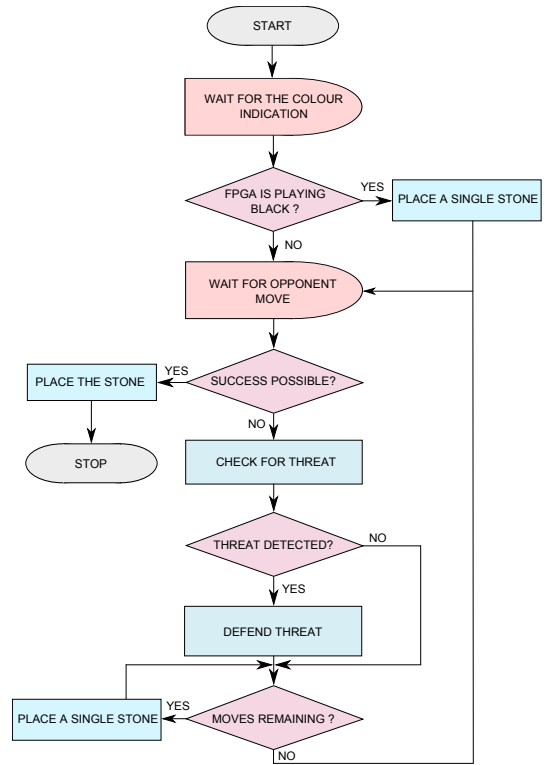 START
WAIT FOR THE COLOUR
INDICATION
FPGA IS PLAYING
BLACK ?
YES
PLACE A SINGLE STONE
NO
WAIT FOR OPPONENT
MOVE
SUCCESS POSSIBLE?
YES
PLACE THE STONE
STOP
NO
CHECK FOR THREAT
THREAT DETECTED?
NO
YES
DEFEND THREAT
MOVES REMAINING ?
YES
PLACE A SINGLE STONE
NO